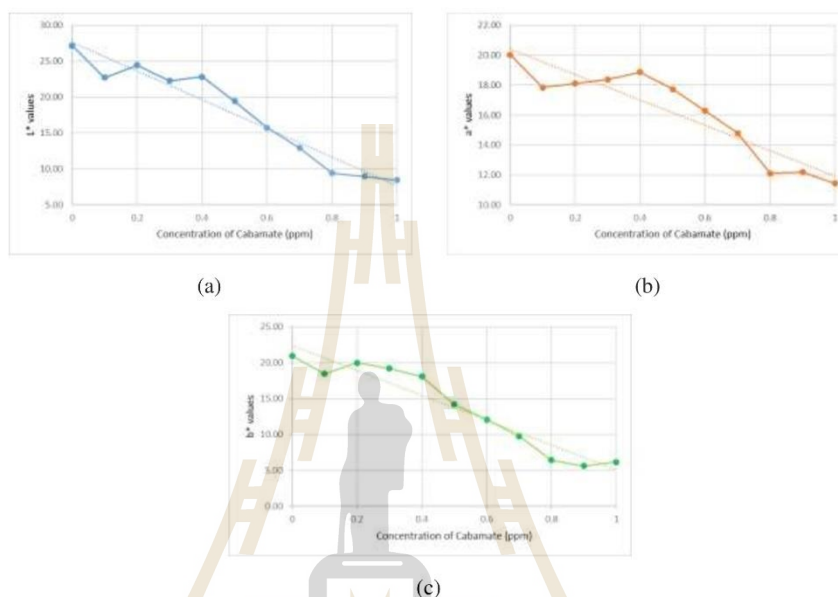 30.00
25.00
20.00
15.00
10.00
5.00
L* values
0 0.2 0.4 0.6 0.8 1
Concentration of Cabamate (ppm)
(a)
22.00
20.00
18.00
16.00
14.00
12.00
10.00
a* values
0 0.2 0.4 0.6 0.8 1
Concentration of Cabamate (ppm)
(b)
25.00
20.00
15.00
10.00
5.00
0.00
b* values
0 0.2 0.4 0.6 0.8 1
Concentration of Cabamate (ppm)
(c)